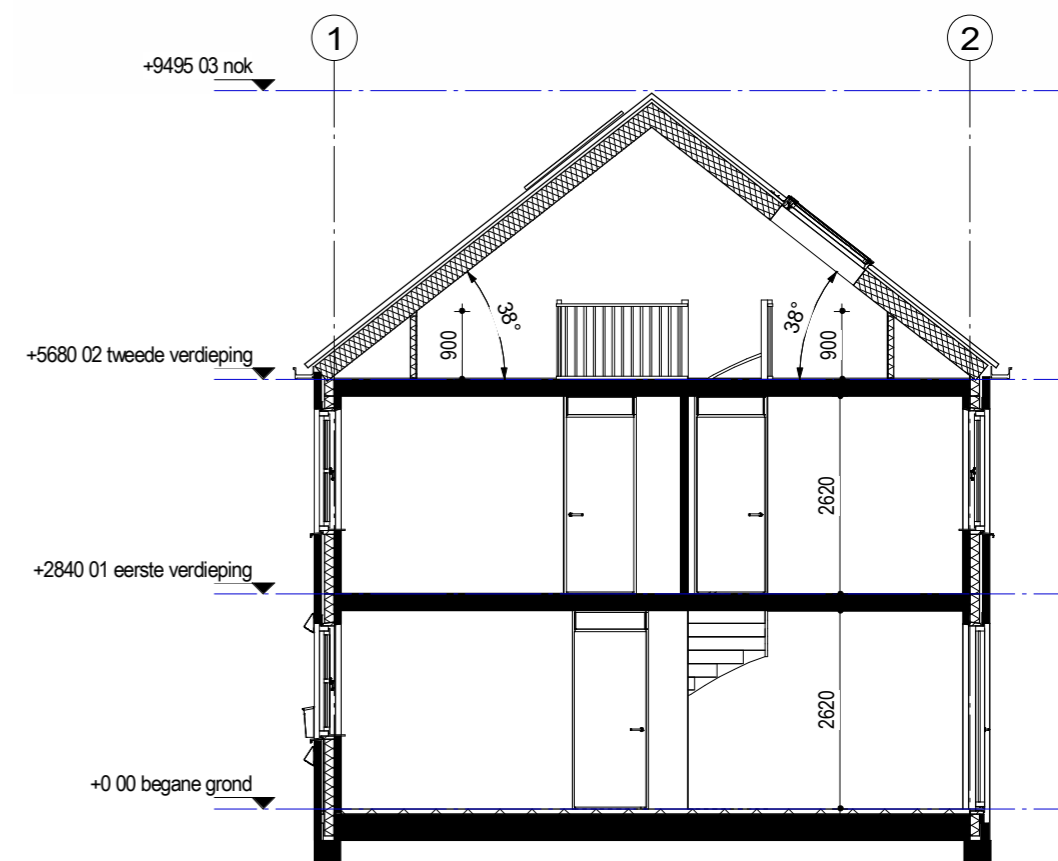 1
2
+9495 03 nok
38°
38°
900
900
+5680 02 tweede verdieping
2620
+2840 01 eerste verdieping
2620
+0 00 begane grond